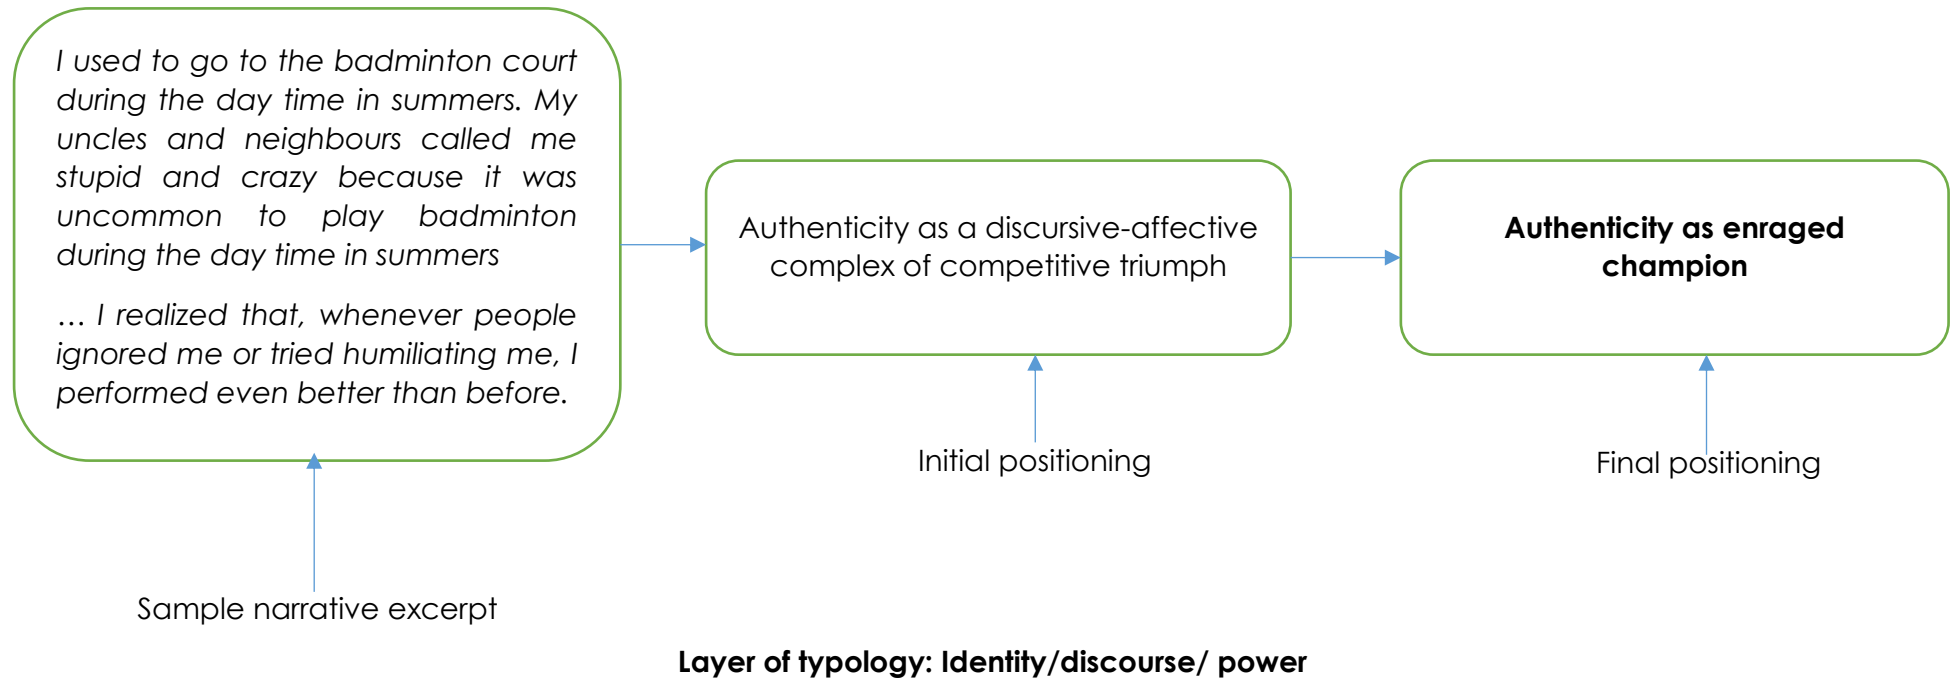 I used to go to the badminton court
during the day time in summers. My
uncles and neighbours called me
stupid and crazy because it was
uncommon to play badminton
during the day time in summers
… I realized that, whenever people
ignored me or tried humiliating me, I
performed even better than before.
Authenticity as a discursive-affective
complex of competitive triumph
Authenticity as enraged
champion
Initial positioning
Final positioning
Sample narrative excerpt
Layer of typology: Identity/discourse/ power